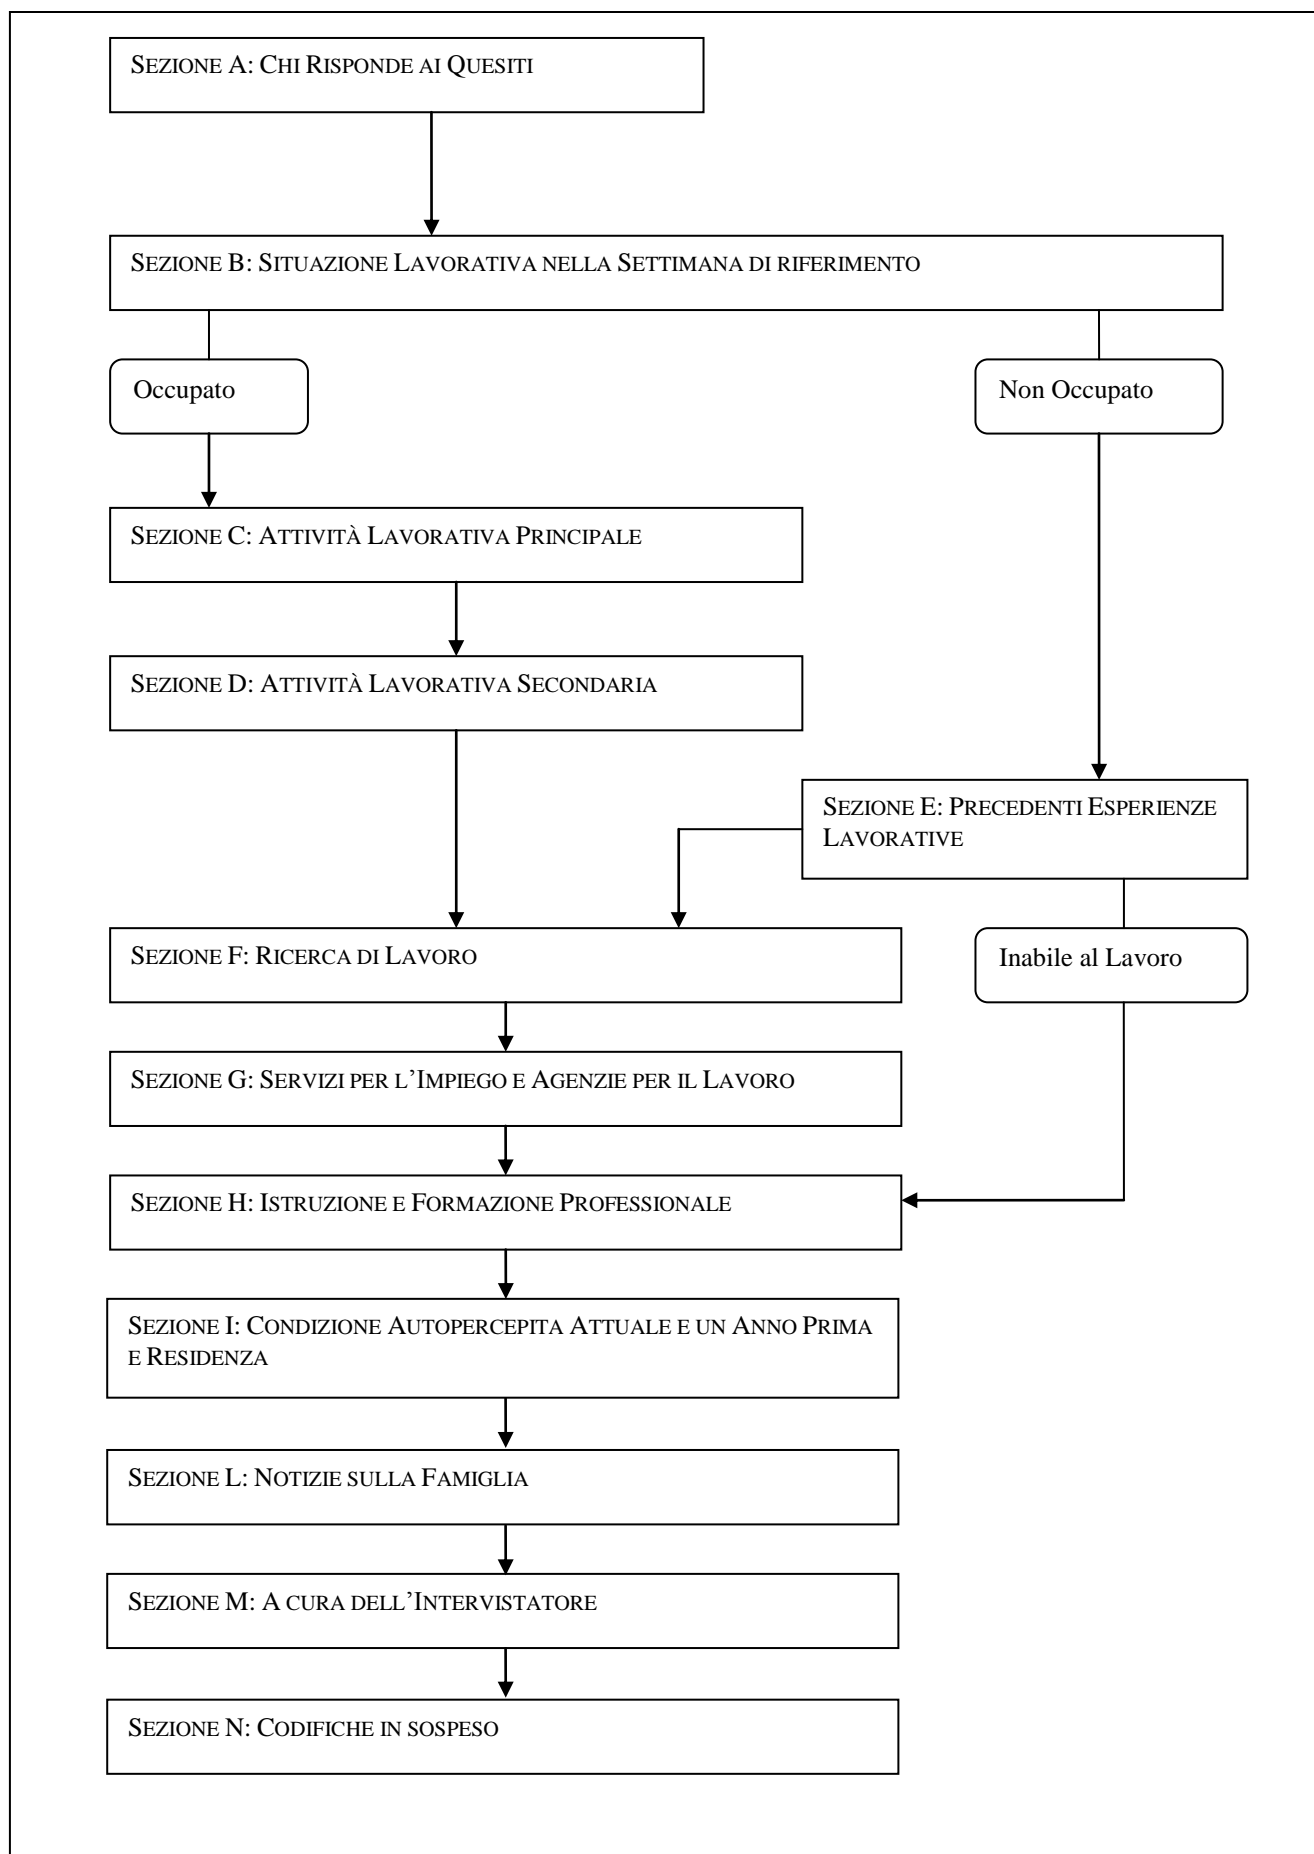 SEZIONE A: CHI RISPONDE AI QUESITI
SEZIONE B: SITUAZIONE LAVORATIVA NELLA SETTIMANA DI RIFERIMENTO
Occupato
Non Occupato
SEZIONE C: ATTIVITÀ LAVORATIVA PRINCIPALE
SEZIONE D: ATTIVITÀ LAVORATIVA SECONDARIA
SEZIONE E: PRECEDENTI ESPERIENZE
LAVORATIVE
SEZIONE F: RICERCA DI LAVORO
Inabile al Lavoro
SEZIONE G: SERVIZI PER L'IMPIEGO E AGENZIE PER IL LAVORO
SEZIONE H: ISTRUZIONE E FORMAZIONE PROFESSIONALE
SEZIONE I: CONDIZIONE AUTOPERCEPITA ATTUALE E UN ANNO PRIMA
E RESIDENZA
SEZIONE L: NOTIZIE SULLA FAMIGLIA
SEZIONE M: A CURA DELL'INTERVISTATORE
SEZIONE N: CODIFICHE IN SOSPESO